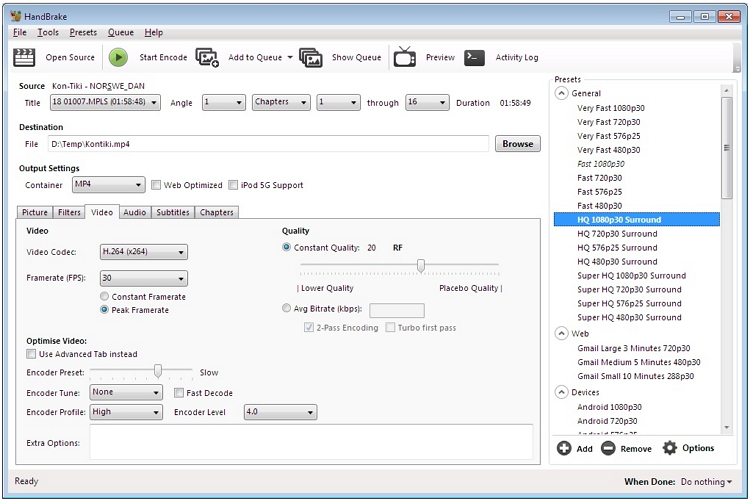 HandBrake
File Tools Presets Queue Help
Open Source Start Encode Add to Queue Show Queue Preview Activity Log
Source Kon-Tiki - NORSWE_DAN
Title 18 01007.MPLS (01:58:48) Angle 1 Chapters 1 through 16 Duration 01:58:49
Destination
File D:\Temp\Kontiki.mp4 Browse
Output Settings
Container MP4 Web Optimized iPod 5G Support
Picture Filters Video Audio Subtitles Chapters
Video
Video Codec: H.264 (x264)
Framerate (FPS): 30
Constant Framerate
Peak Framerate
Quality
Constant Quality: 20 RF
| Lower Quality Placebo Quality |
Avg Bitrate (kbps):
2-Pass Encoding Turbo first pass
Optimise Video:
Use Advanced Tab instead
Encoder Preset: Slow
Encoder Tune: None Fast Decode
Encoder Profile: High Encoder Level 4.0
Extra Options:
Presets
General
Very Fast 1080p30
Very Fast 720p30
Very Fast 576p25
Very Fast 480p30
Fast 1080p30
Fast 720p30
Fast 576p25
Fast 480p30
HQ 1080p30 Surround
HQ 720p30 Surround
HQ 576p25 Surround
HQ 480p30 Surround
Super HQ 1080p30 Surround
Super HQ 720p30 Surround
Super HQ 576p25 Surround
Super HQ 480p30 Surround
Web
Gmail Large 3 Minutes 720p30
Gmail Medium 5 Minutes 480p30
Gmail Small 10 Minutes 288p30
Devices
Android 1080p30
Android 720p30
Android 576p25
Add Remove Options
Ready When Done: Do nothing